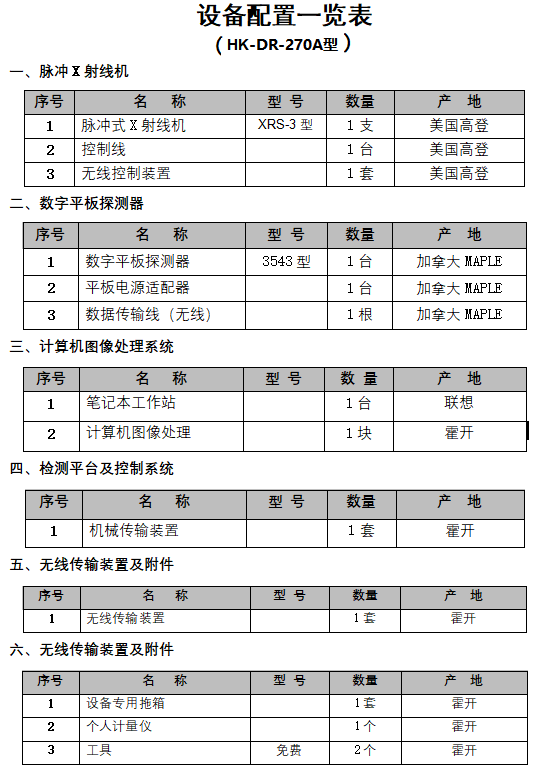 设备配置一览表
(HK-DR-270A型)
一、脉冲 X 射线机
序号 名 称 型 号 数量 产 地
1 脉冲式 X 射线机 XRS-3 型 1 支 美国高登
2 控制线 1 台 美国高登
3 无线控制装置 1 套 美国高登
二、数字平板探测器
序号 名 称 型 号 数量 产 地
1 数字平板探测器 3543 型 1 台 加拿大 MAPLE
2 平板电源适配器 1 台 加拿大 MAPLE
3 数据传输线（无线） 1 根 加拿大 MAPLE
三、计算机图像处理系统
序号 名 称 型 号 数 量 产 地
1 笔记本工作站 1 台 联想
2 计算机图像处理 1 块 霍开
四、检测平台及控制系统
序号 名 称 型 号 数量 产 地
1 机械传输装置 1 套 霍开
五、无线传输装置及附件
序号 名 称 型 号 数量 产 地
1 无线传输装置 1 套 霍开
六、无线传输装置及附件
序号 名 称 型 号 数量 产 地
1 设备专用拖箱 1 套 霍开
2 个人计量仪 1 个 霍开
3 工具 免费 2 个 霍开